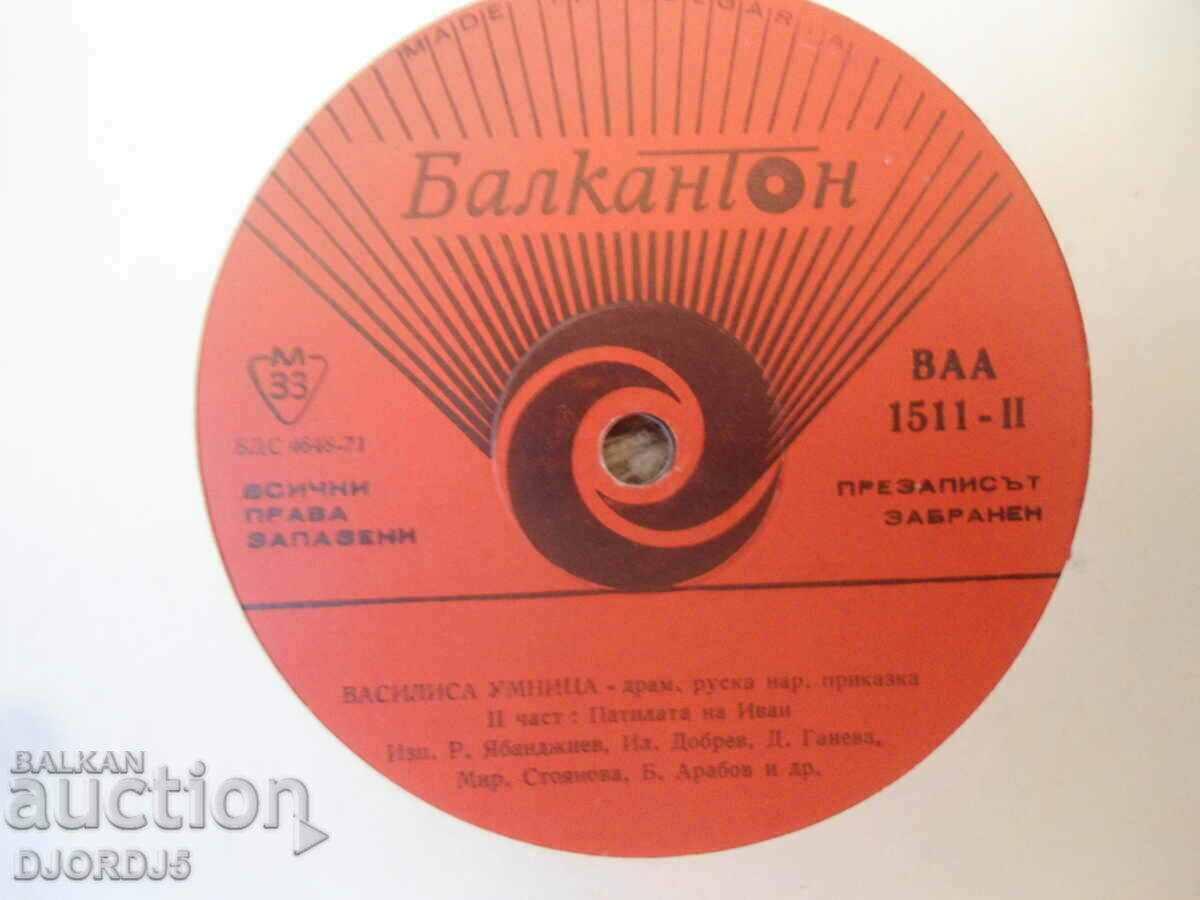 MADE IN BULGARIA
Балкантон
М
33
БДС 4648-71
ВСИЧКИ
ПРАВА
ЗАПАЗЕНИ
ВАА
1511-II
ПРЕЗАПИСЪТ
ЗАБРАНЕН
ВАСИЛИСА УМНИЦА - драм. руска нар. приказка
II част: Патилата на Иван
Изп. Р. Ябанджиев, Ил. Добрев, Д. Ганева,
Мир. Стоянова, Б. Арабов и др.
BALKAN
auction
DJORDJ5